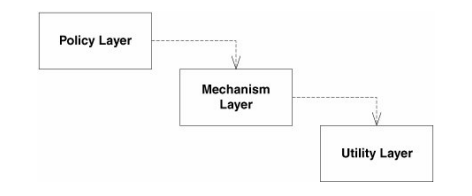 Policy Layer
Mechanism
Layer
Utility Layer